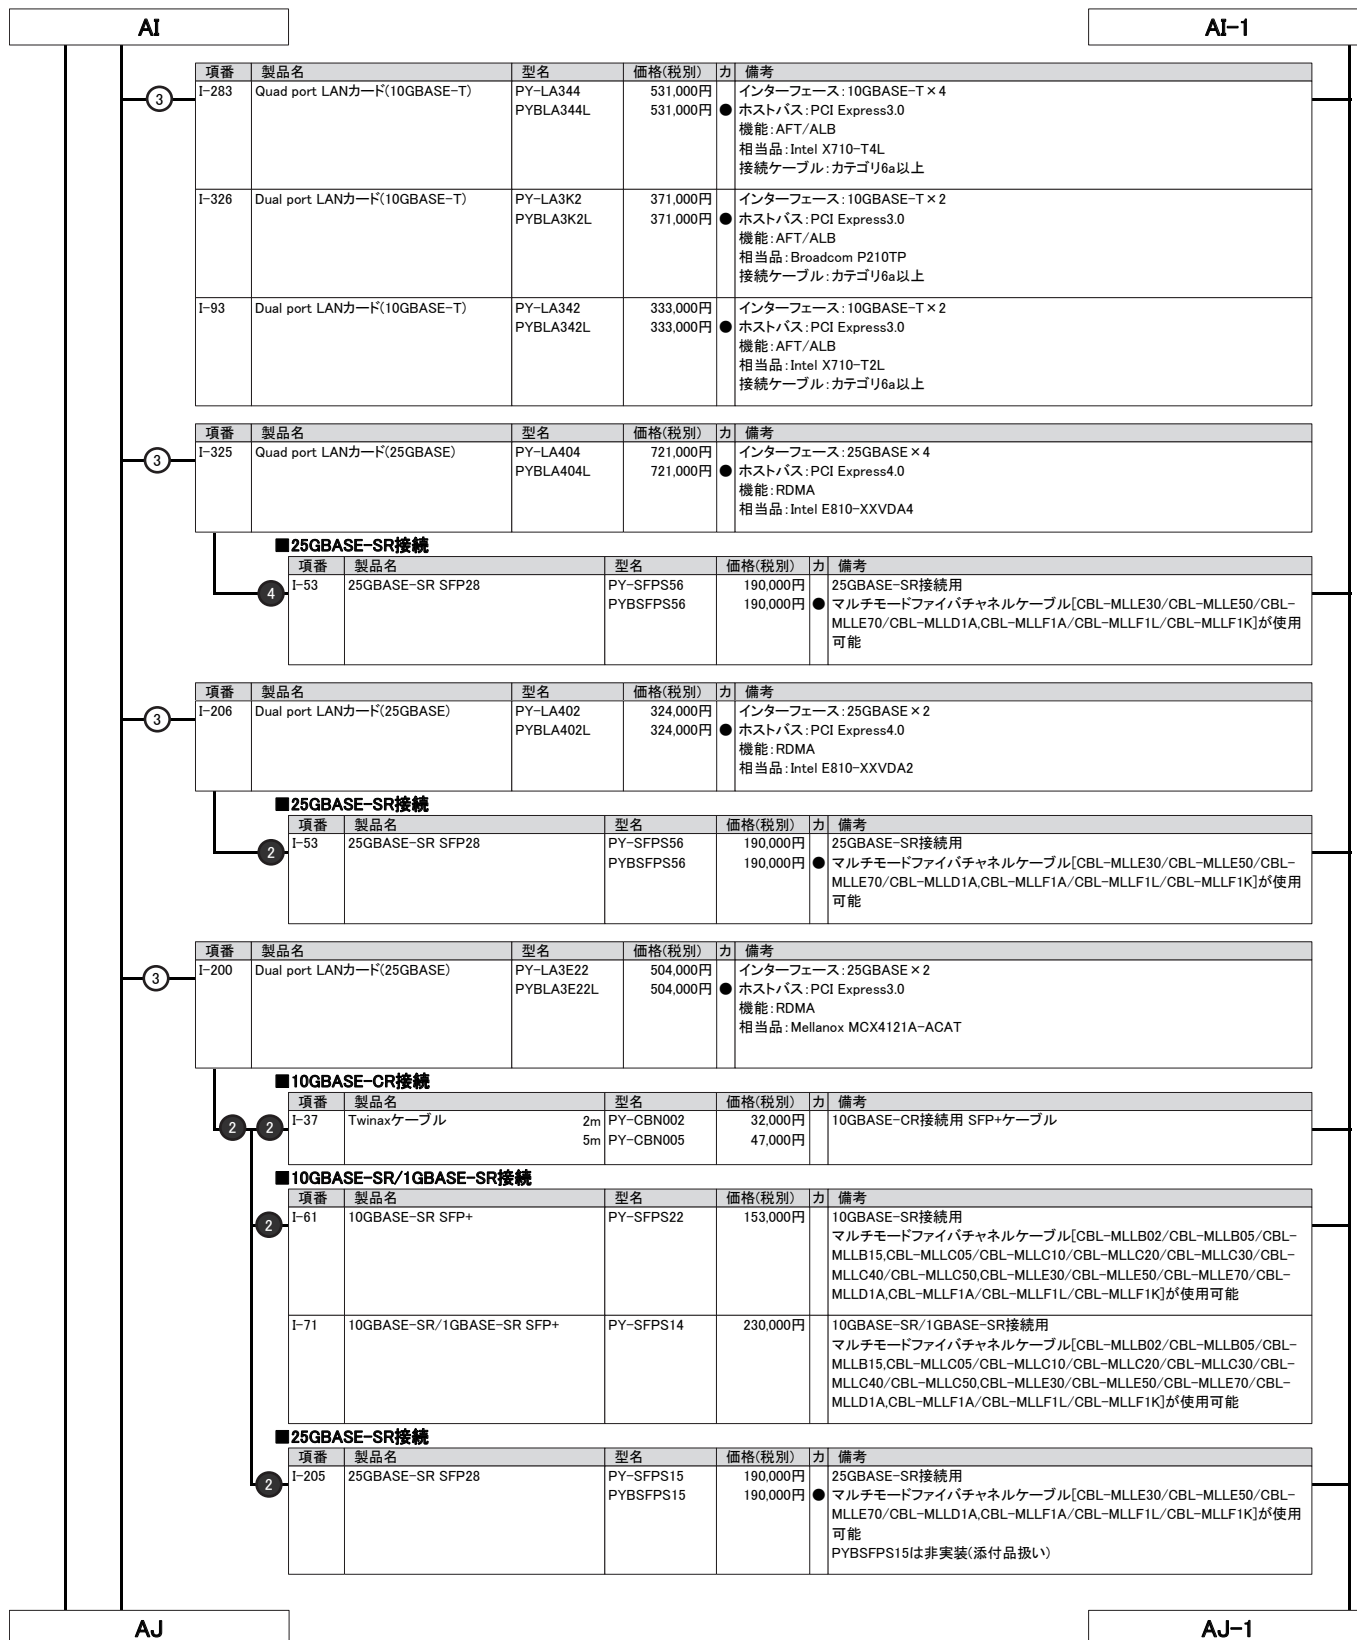 AI
AI-1
項番 製品名 型名 価格(税別) カ 備考
③ I-283 Quad port LANカード(10GBASE-T) PY-LA344 531,000円 インターフェース:10GBASE-T×4
PYBLA344L 531,000円 ● ホストバス:PCI Express3.0
機能:AFT/ALB
相当品:Intel X710-T4L
接続ケーブル:カテゴリ6a以上
I-326 Dual port LANカード(10GBASE-T) PY-LA3K2 371,000円 インターフェース:10GBASE-T×2
PYBLA3K2L 371,000円 ● ホストバス:PCI Express3.0
機能:AFT/ALB
相当品:Broadcom P210TP
接続ケーブル:カテゴリ6a以上
I-93 Dual port LANカード(10GBASE-T) PY-LA342 333,000円 インターフェース:10GBASE-T×2
PYBLA342L 333,000円 ● ホストバス:PCI Express3.0
機能:AFT/ALB
相当品:Intel X710-T2L
接続ケーブル:カテゴリ6a以上
項番 製品名 型名 価格(税別) カ 備考
③ I-325 Quad port LANカード(25GBASE) PY-LA404 721,000円 インターフェース:25GBASE×4
PYBLA404L 721,000円 ● ホストバス:PCI Express4.0
機能:RDMA
相当品:Intel E810-XXVDA4
■25GBASE-SR接続
項番 製品名 型名 価格(税別) カ 備考
4 I-53 25GBASE-SR SFP28 PY-SFPS56 190,000円 25GBASE-SR接続用
PYBSFPS56 190,000円 ● マルチモードファイバチャネルケーブル[CBL-MLLE30/CBL-MLLE50/CBL-
MLLE70/CBL-MLLD1A,CBL-MLLF1A/CBL-MLLF1L/CBL-MLLF1K]が使用
可能
項番 製品名 型名 価格(税別) カ 備考
③ I-206 Dual port LANカード(25GBASE) PY-LA402 324,000円 インターフェース:25GBASE×2
PYBLA402L 324,000円 ● ホストバス:PCI Express4.0
機能:RDMA
相当品:Intel E810-XXVDA2
■25GBASE-SR接続
項番 製品名 型名 価格(税別) カ 備考
2 I-53 25GBASE-SR SFP28 PY-SFPS56 190,000円 25GBASE-SR接続用
PYBSFPS56 190,000円 ● マルチモードファイバチャネルケーブル[CBL-MLLE30/CBL-MLLE50/CBL-
MLLE70/CBL-MLLD1A,CBL-MLLF1A/CBL-MLLF1L/CBL-MLLF1K]が使用
可能
項番 製品名 型名 価格(税別) カ 備考
③ I-200 Dual port LANカード(25GBASE) PY-LA3E22 504,000円 インターフェース:25GBASE×2
PYBLA3E22L 504,000円 ● ホストバス:PCI Express3.0
機能:RDMA
相当品:Mellanox MCX4121A-ACAT
■10GBASE-CR接続
項番 製品名 型名 価格(税別) カ 備考
2 2 I-37 Twinaxケーブル 2m PY-CBN002 32,000円 10GBASE-CR接続用 SFP+ケーブル
5m PY-CBN005 47,000円
■10GBASE-SR/1GBASE-SR接続
項番 製品名 型名 価格(税別) カ 備考
2 I-61 10GBASE-SR SFP+ PY-SFPS22 153,000円 10GBASE-SR接続用
マルチモードファイバチャネルケーブル[CBL-MLLB02/CBL-MLLB05/CBL-
MLLB15,CBL-MLLC05/CBL-MLLC10/CBL-MLLC20/CBL-MLLC30/CBL-
MLLC40/CBL-MLLC50,CBL-MLLE30/CBL-MLLE50/CBL-MLLE70/CBL-
MLLD1A,CBL-MLLF1A/CBL-MLLF1L/CBL-MLLF1K]が使用可能
I-71 10GBASE-SR/1GBASE-SR SFP+ PY-SFPS14 230,000円 10GBASE-SR/1GBASE-SR接続用
マルチモードファイバチャネルケーブル[CBL-MLLB02/CBL-MLLB05/CBL-
MLLB15,CBL-MLLC05/CBL-MLLC10/CBL-MLLC20/CBL-MLLC30/CBL-
MLLC40/CBL-MLLC50,CBL-MLLE30/CBL-MLLE50/CBL-MLLE70/CBL-
MLLD1A,CBL-MLLF1A/CBL-MLLF1L/CBL-MLLF1K]が使用可能
■25GBASE-SR接続
項番 製品名 型名 価格(税別) カ 備考
2 I-205 25GBASE-SR SFP28 PY-SFPS15 190,000円 25GBASE-SR接続用
PYBSFPS15 190,000円 ● マルチモードファイバチャネルケーブル[CBL-MLLE30/CBL-MLLE50/CBL-
MLLE70/CBL-MLLD1A,CBL-MLLF1A/CBL-MLLF1L/CBL-MLLF1K]が使用
可能
PYBSFPS15は非実装(添付品扱い)
AJ
AJ-1